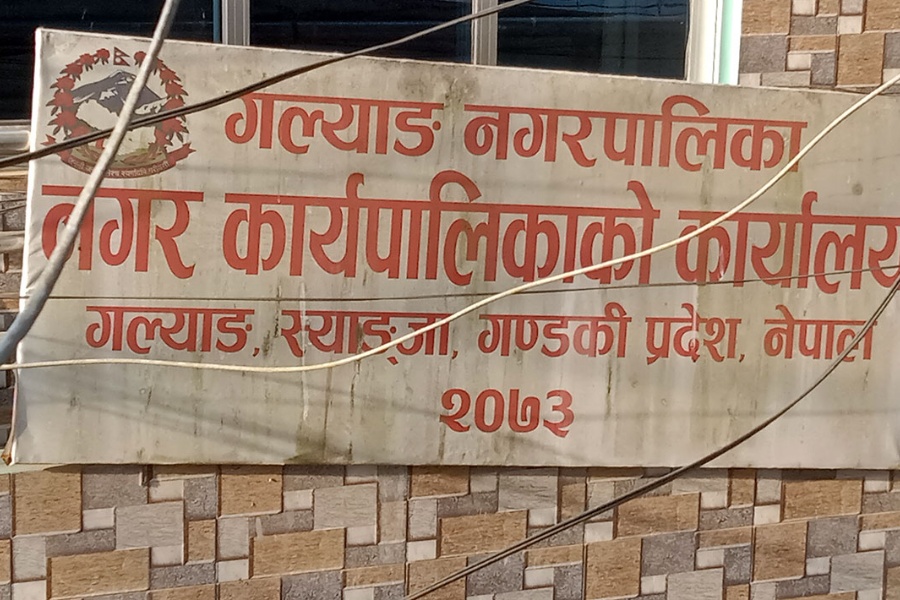 गल्याङ नगरपालिका
नगर कार्यपालिकाको कार्यालय
गल्याङ, स्याङ्जा, गण्डकी प्रदेश, नेपाल
२०७३